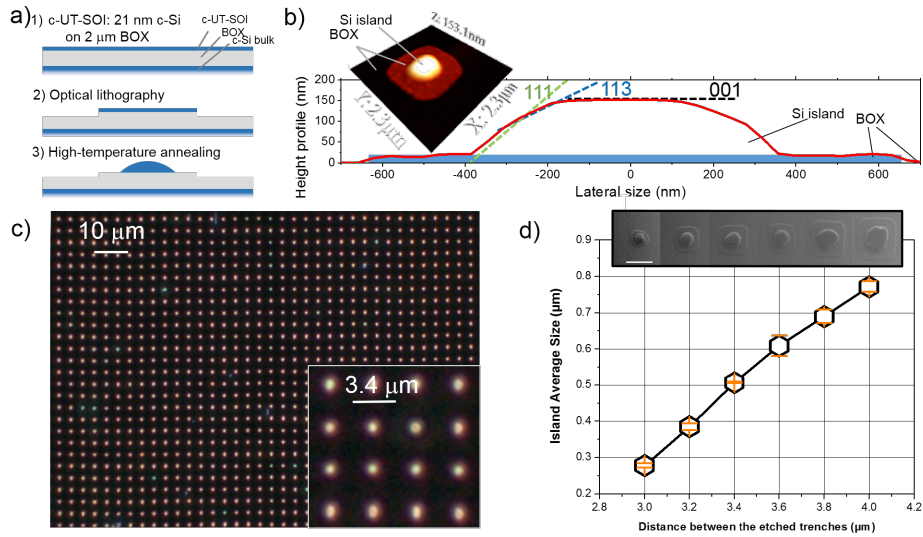 a)
1) c-UT-SOI: 21 nm c-Si
on 2 μm BOX
c-UT-SOI
BOX
c-Si bulk
2) Optical lithography
3) High-temperature annealing
b)
Si island
BOX
Z: 153.1nm
Y: 2.3μm
X: 2.3μm
111
113
001
Si island
BOX
Height profile (nm)
200
150
100
50
0
-600 -400 -200 0 200 400 600
Lateral size (nm)
c)
10 μm
3.4 μm
d)
Island Average Size (μm)
0.9
0.8
0.7
0.6
0.5
0.4
0.3
0.2
2.8 3.0 3.2 3.4 3.6 3.8 4.0 4.2
Distance between the etched trenches (μm)